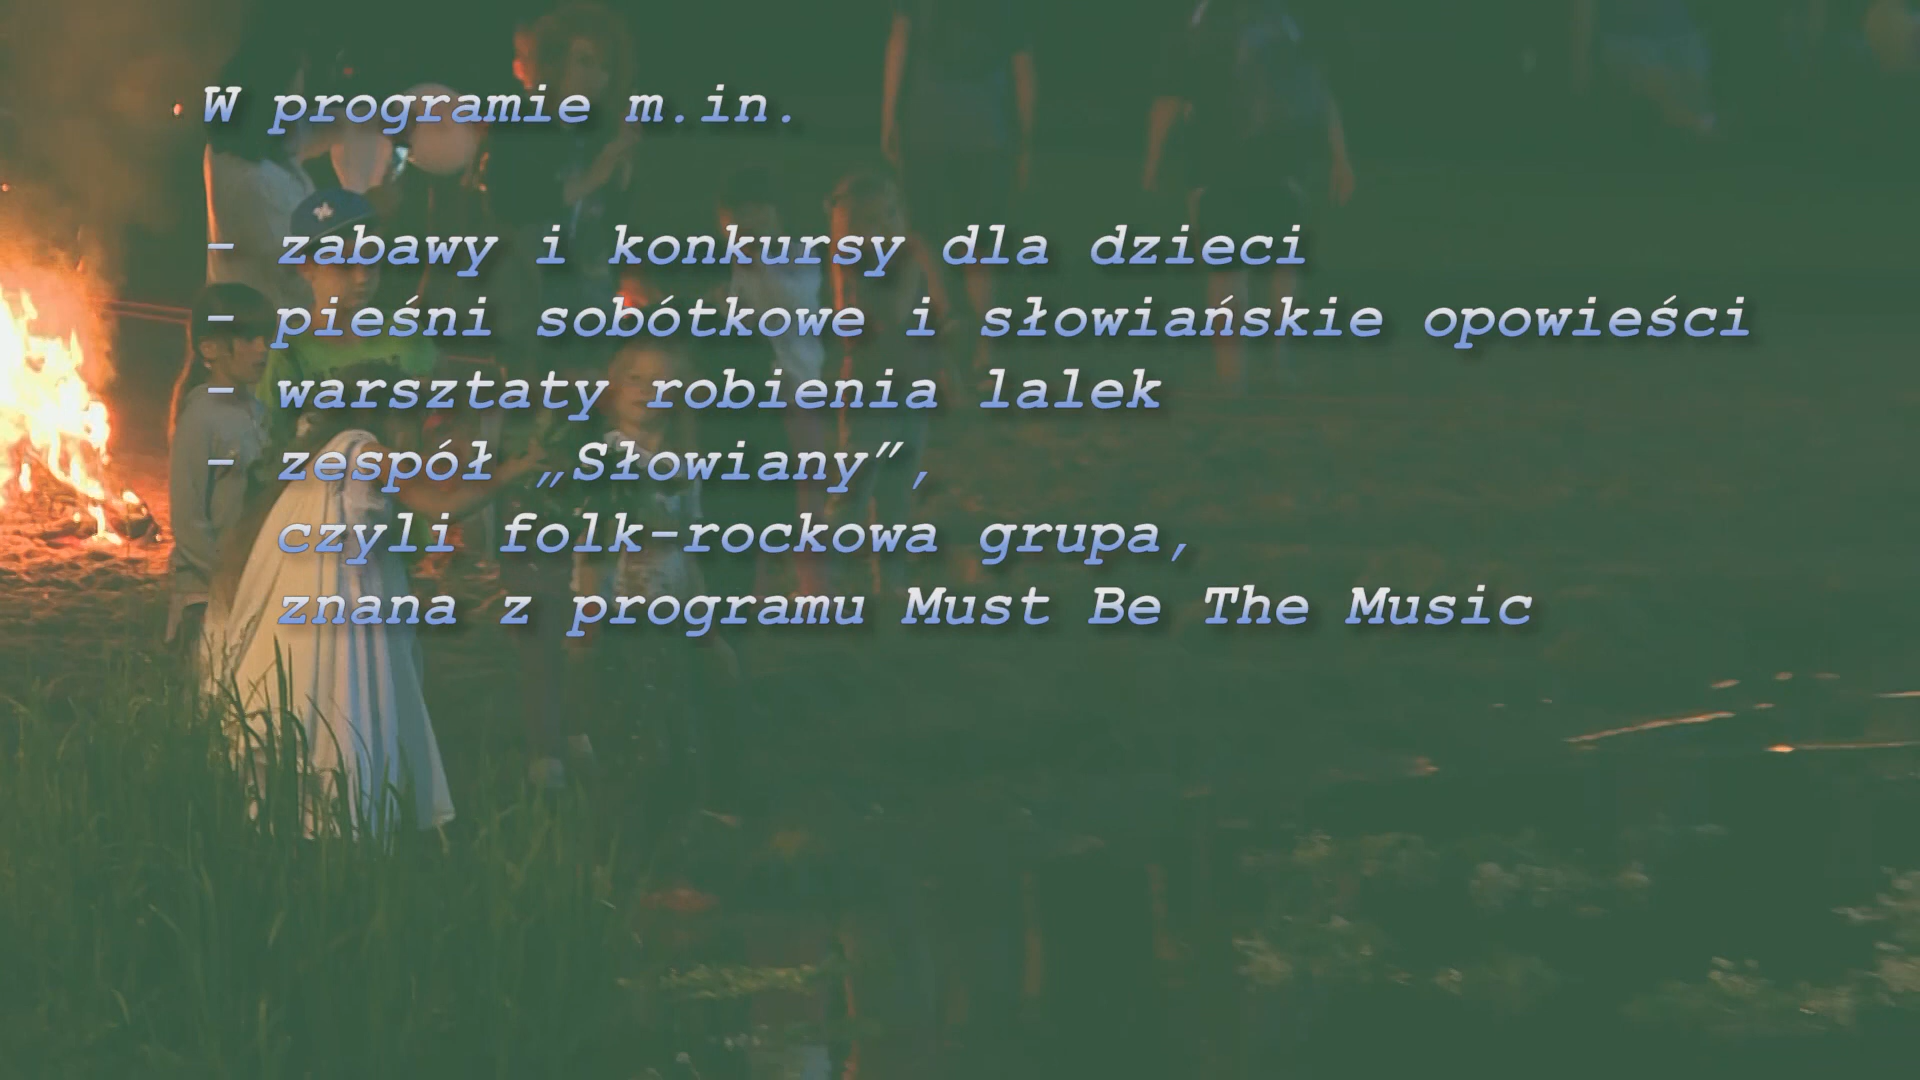 W programie m.in.
- zabawy i konkursy dla dzieci
- pieśni sobótkowe i słowiańskie opowieści
- warsztaty robienia lalek
- zespół „Słowiany”,
czyli folk-rockowa grupa,
znana z programu Must Be The Music